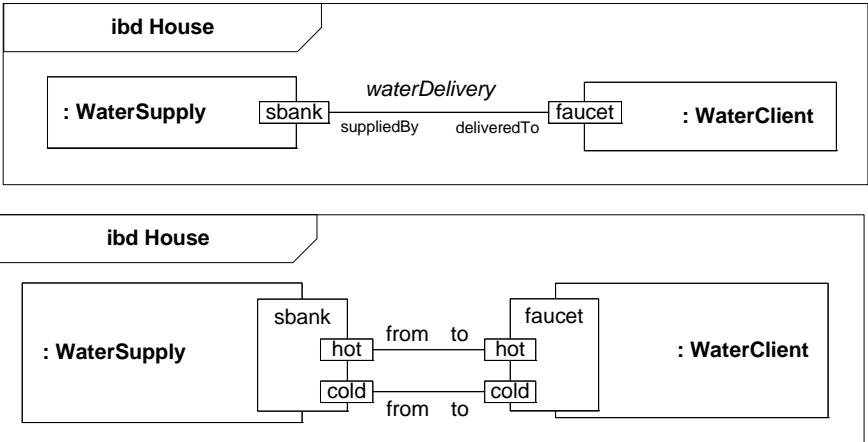 ibd House
waterDelivery
: WaterSupply sbank faucet : WaterClient
suppliedBy deliveredTo
ibd House
sbank faucet
from to
: WaterSupply hot hot : WaterClient
cold cold
from to